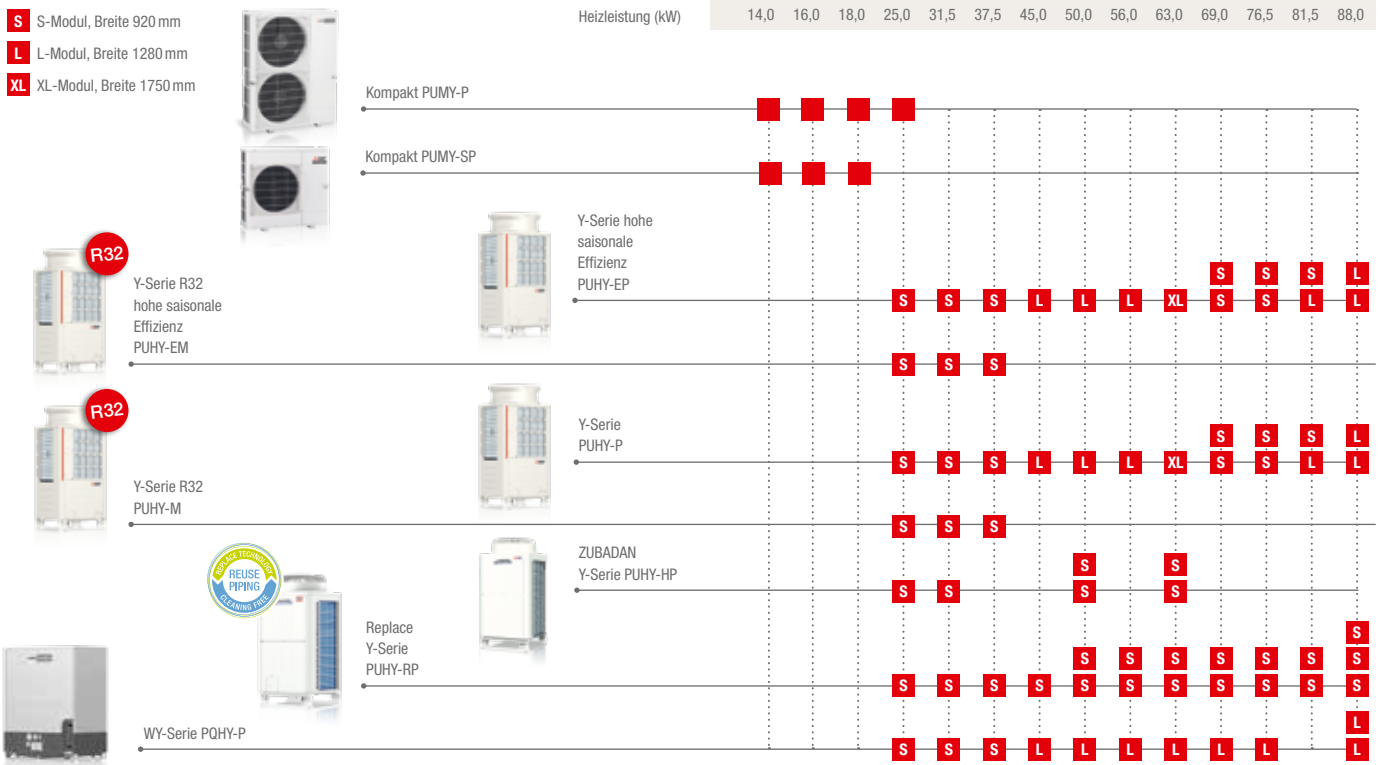 S S-Modul, Breite 920 mm
L L-Modul, Breite 1280 mm
XL XL-Modul, Breite 1750 mm
Heizleistung (kW) 14,0 16,0 18,0 25,0 31,5 37,5 45,0 50,0 56,0 63,0 69,0 76,5 81,5 88,0
Kompakt PUMY-P
Kompakt PUMY-SP
Y-Serie hohe
saisonale
Effizienz
PUHY-EP
S S S L
S S S L L L XL S S L L
R32
Y-Serie R32
hohe saisonale
Effizienz
PUHY-EM
S S S
Y-Serie
PUHY-P
S S S L
S S S L L L XL S S L L
R32
Y-Serie R32
PUHY-M
S S S
ZUBADAN
Y-Serie PUHY-HP
S S
S S S S
REPLACE TECHNOLOGY
REUSE
PIPING
CLEANING FREE
Replace
Y-Serie
PUHY-RP
S
S S S S S S S
S S S S S S S S S S S
WY-Serie PQHY-P
L
S S S L L L L L L L